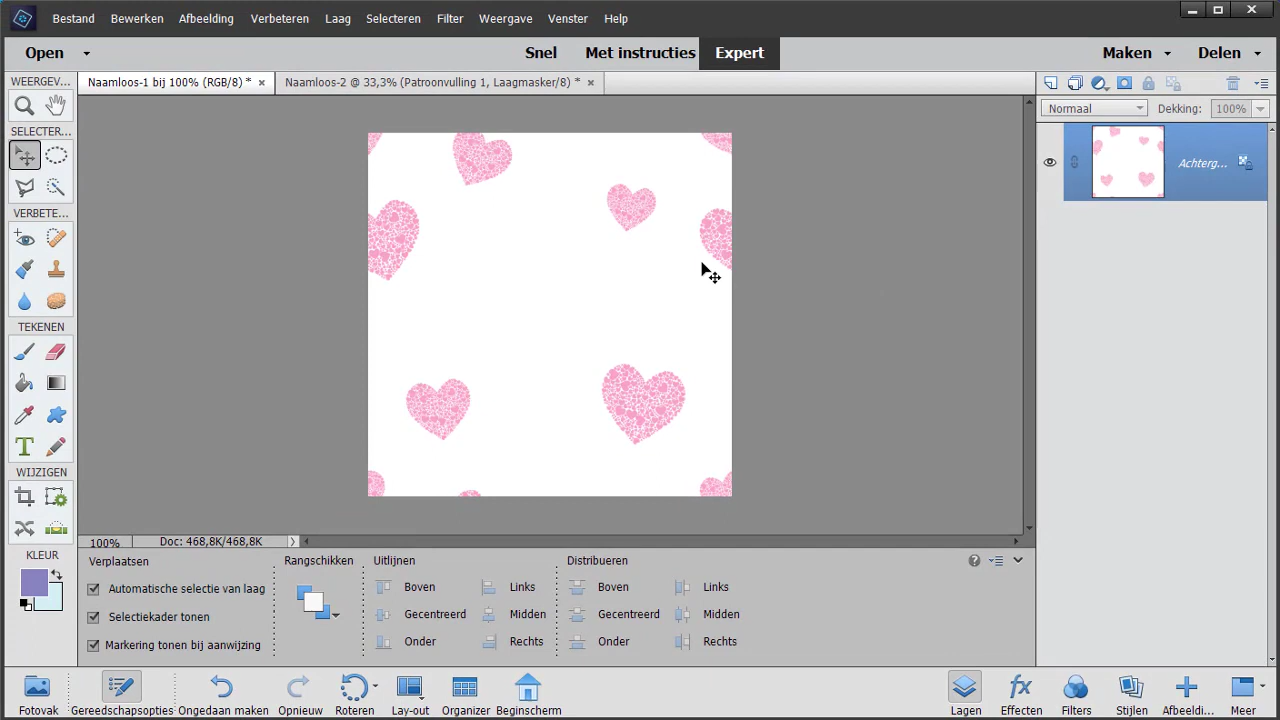 Bestand Bewerken Afbeelding Verbeteren Laag Selecteren Filter Weergave Venster Help
Open Snel Met instructies Expert Maken Delen
WEERGEV... Naamloos-1 bij 100% (RGB/8) * Naamloos-2 @ 33,3% (Patroonvulling 1, Laagmasker/8) *
Normaal Dekking: 100%
SELECTER...
Achterg...
VERBETE...
TEKENEN
WIJZIGEN
100% Doc: 468,8K/468,8K
KLEUR
Verplaatsen Rangschikken Uitlijnen Distribueren
Automatische selectie van laag Boven Links Boven Links
Selectiekader tonen Gecentreerd Midden Gecentreerd Midden
Markering tonen bij aanwijzing Onder Rechts Onder Rechts
Fotovak Gereedschapsopties Ongedaan maken Opnieuw Roteren Lay-out Organizer Beginscherm Lagen Effecten Filters Stijlen Afbeeldi... Meer